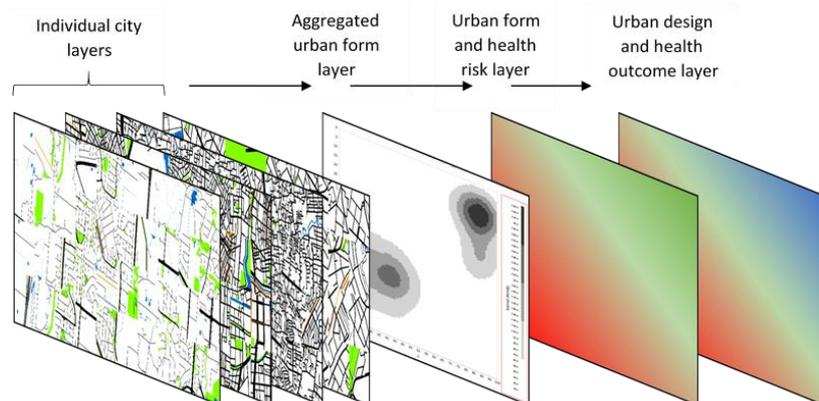 Individual city
layers
Aggregated
urban form
layer
Urban form
and health
risk layer
Urban design
and health
outcome layer